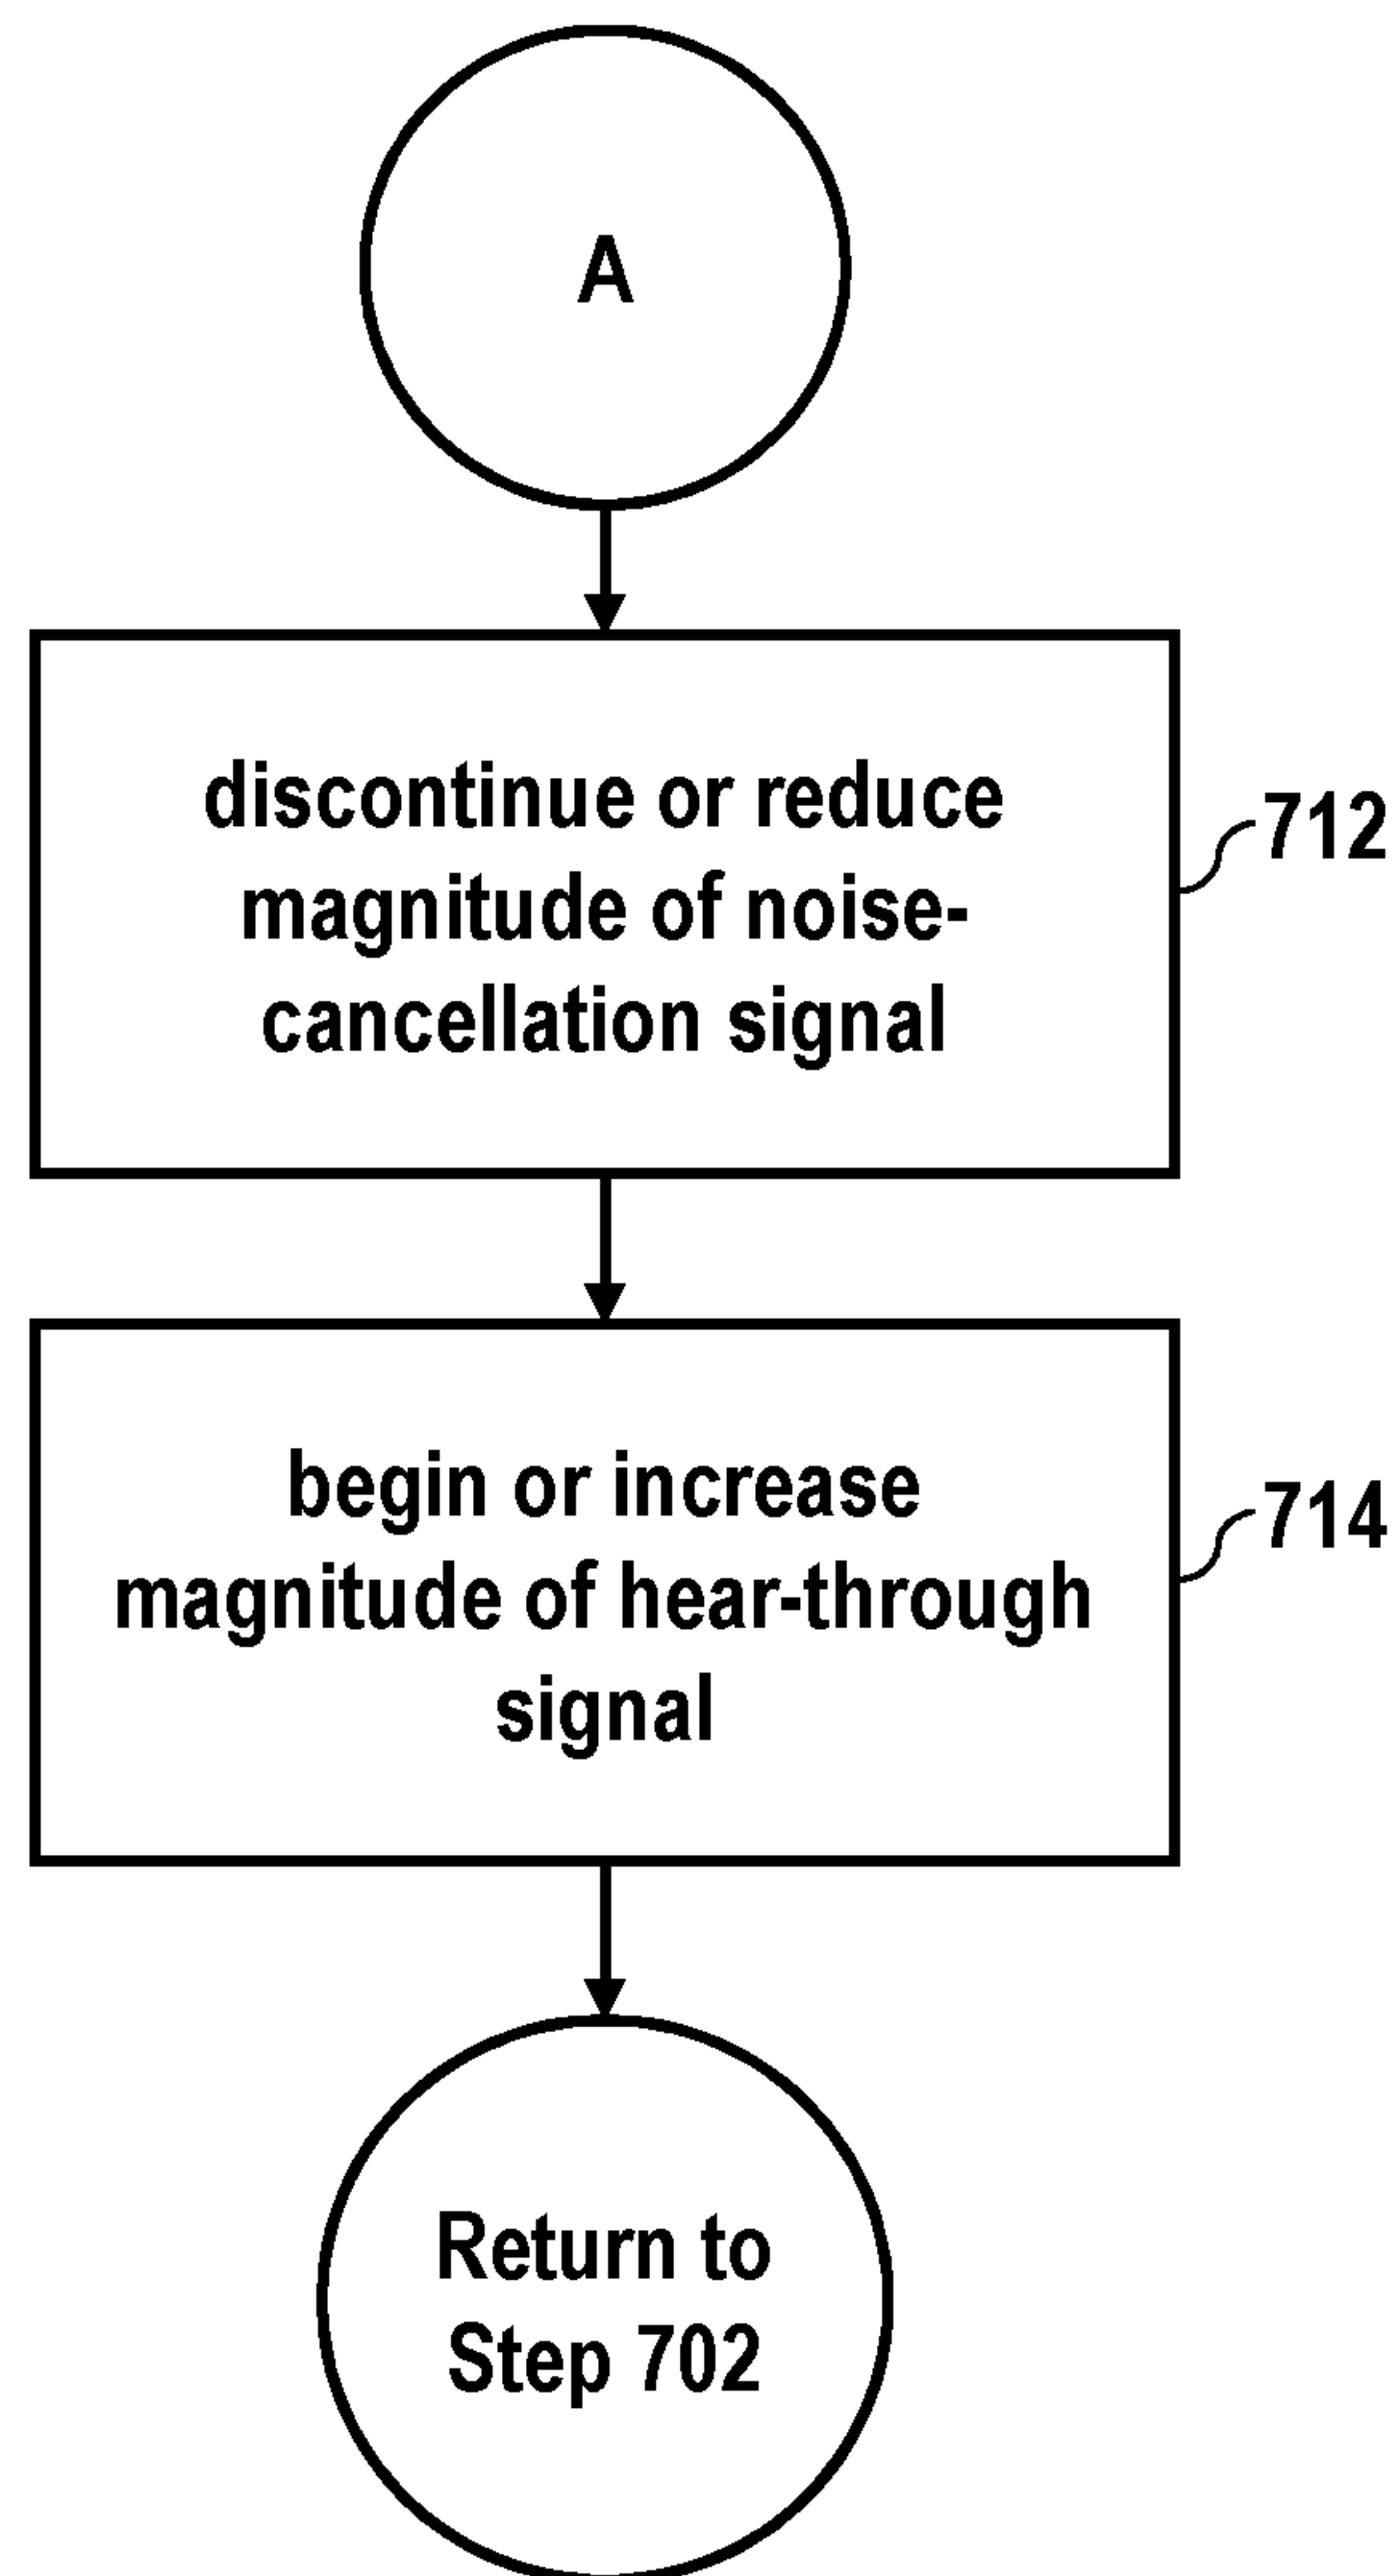 A
discontinue or reduce
magnitude of noise-
cancellation signal
712
begin or increase
magnitude of hear-through
signal
714
Return to
Step 702